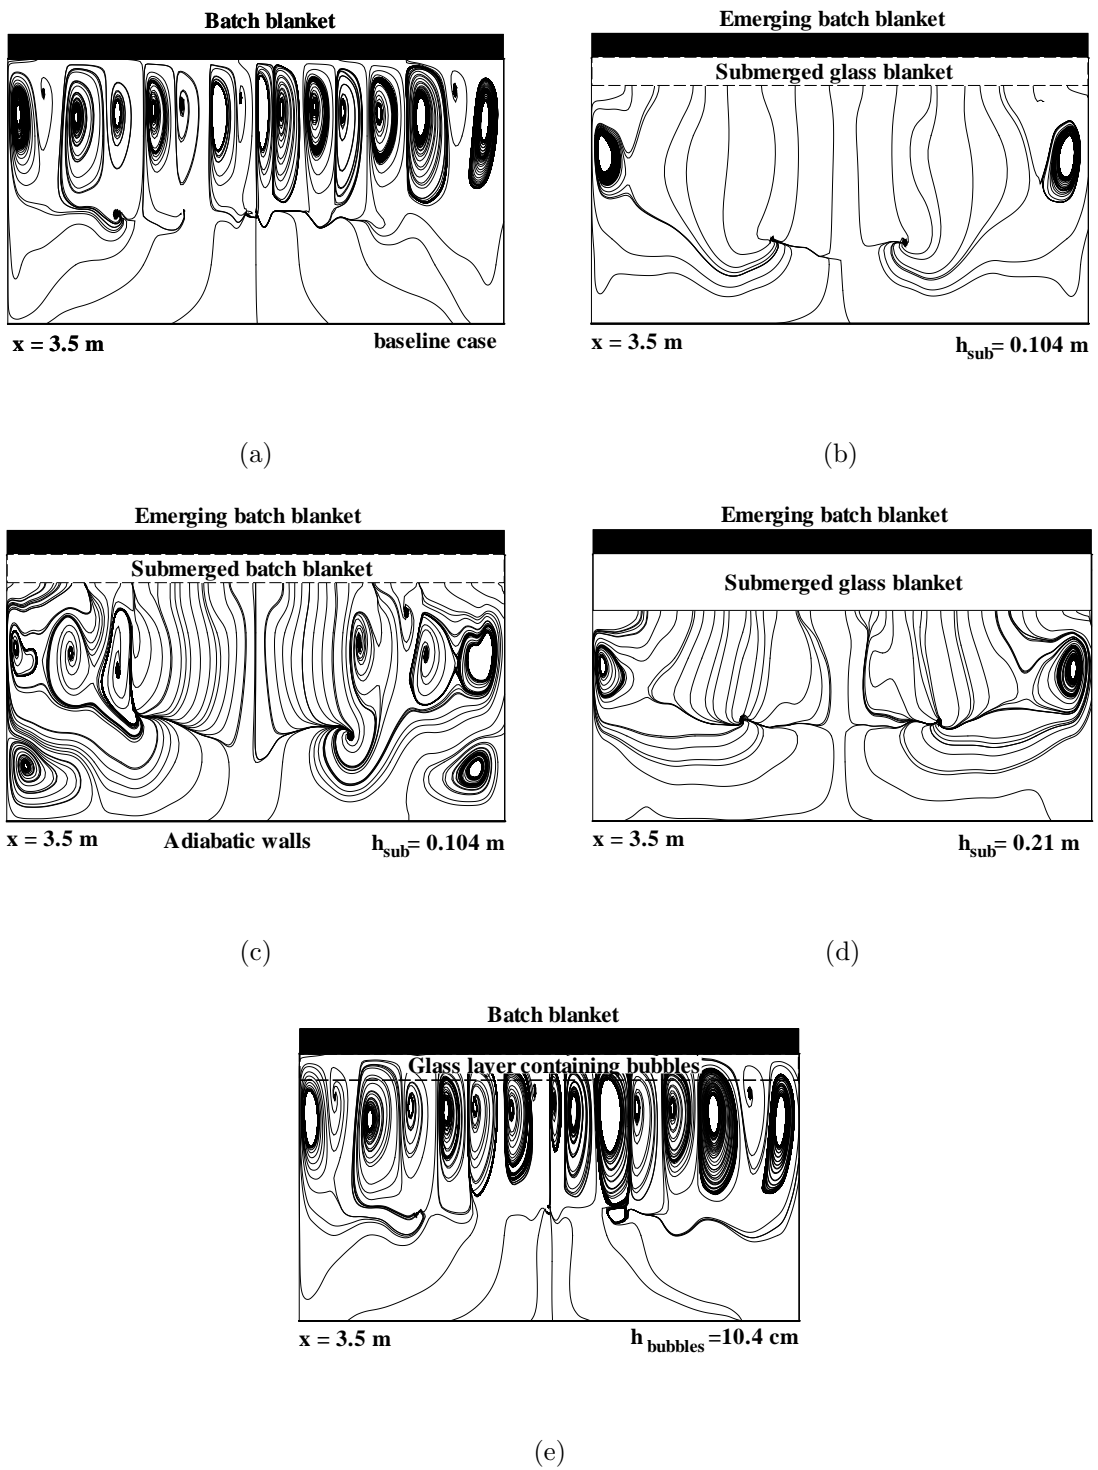 Batch blanket
x = 3.5 m
baseline case
(a)
Emerging batch blanket
Submerged glass blanket
x = 3.5 m
hsub= 0.104 m
(b)
Emerging batch blanket
Submerged batch blanket
x = 3.5 m
Adiabatic walls
hsub= 0.104 m
(c)
Emerging batch blanket
Submerged glass blanket
x = 3.5 m
hsub= 0.21 m
(d)
Batch blanket
Glass layer containing bubbles
x = 3.5 m
h bubbles =10.4 cm
(e)